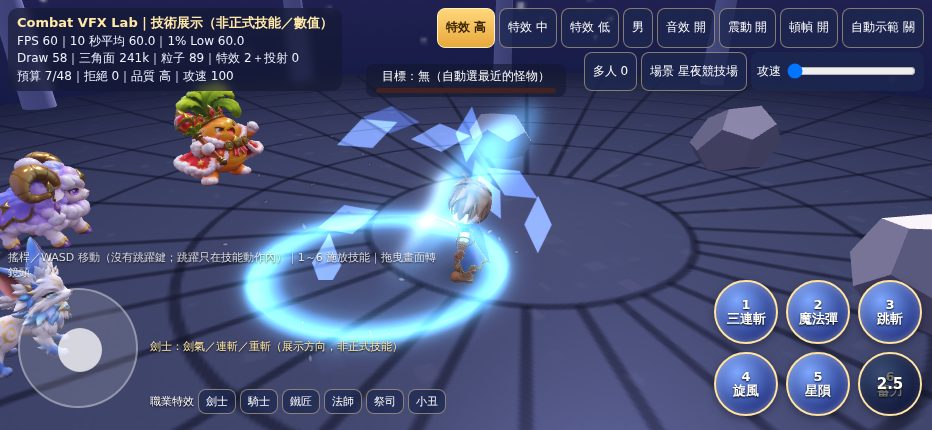 Combat VFX Lab｜技術展示（非正式技能／數值）
FPS 60｜10 秒平均 60.0｜1% Low 60.0
Draw 58｜三角面 241k｜粒子 89｜特效 2＋投射 0
預算 7/48｜拒絕 0｜品質 高｜攻速 100
特效 高
特效 中
特效 低
男
音效 開
震動 開
頓幀 開
自動示範 關
多人 0
場景 星夜競技場
攻速
目標：無（自動選最近的怪物）
搖桿／WASD 移動（沒有跳躍鍵；跳躍只在技能動作內）｜1～6 施放技能｜拖曳畫面轉
鏡頭
劍士：劍氣／連斬／重斬（展示方向，非正式技能）
職業特效
劍士
騎士
鐵匠
法師
祭司
小丑
1
三連斬
2
魔法彈
3
跳斬
4
旋風
5
星隕
6
2.5